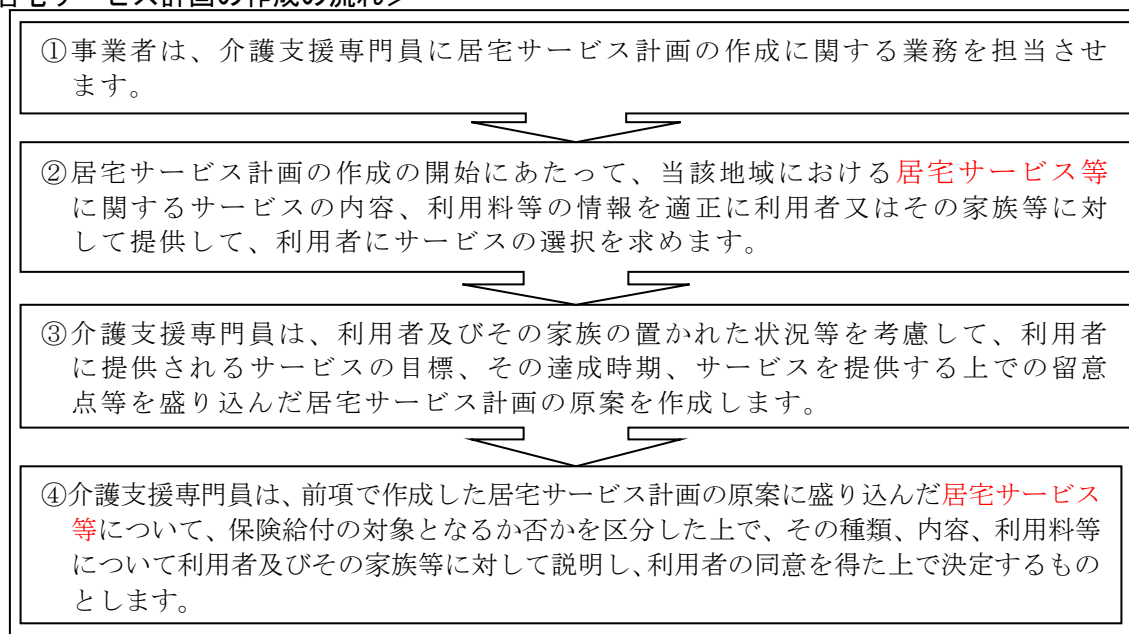 宅サービス計画の作成の流れ＞
①事業者は、介護支援専門員に居宅サービス計画の作成に関する業務を担当させ
ます。
②居宅サービス計画の作成の開始にあたって、当該地域における居宅サービス等
に関するサービスの内容、利用料等の情報を適正に利用者又はその家族等に対
して提供して、利用者にサービスの選択を求めます。
③介護支援専門員は、利用者及びその家族の置かれた状況等を考慮して、利用者
に提供されるサービスの目標、その達成時期、サービスを提供する上での留意
点等を盛り込んだ居宅サービス計画の原案を作成します。
④介護支援専門員は、前項で作成した居宅サービス計画の原案に盛り込んだ居宅サービス
等について、保険給付の対象となるか否かを区分した上で、その種類、内容、利用料等
について利用者及びその家族等に対して説明し、利用者の同意を得た上で決定するもの
とします。